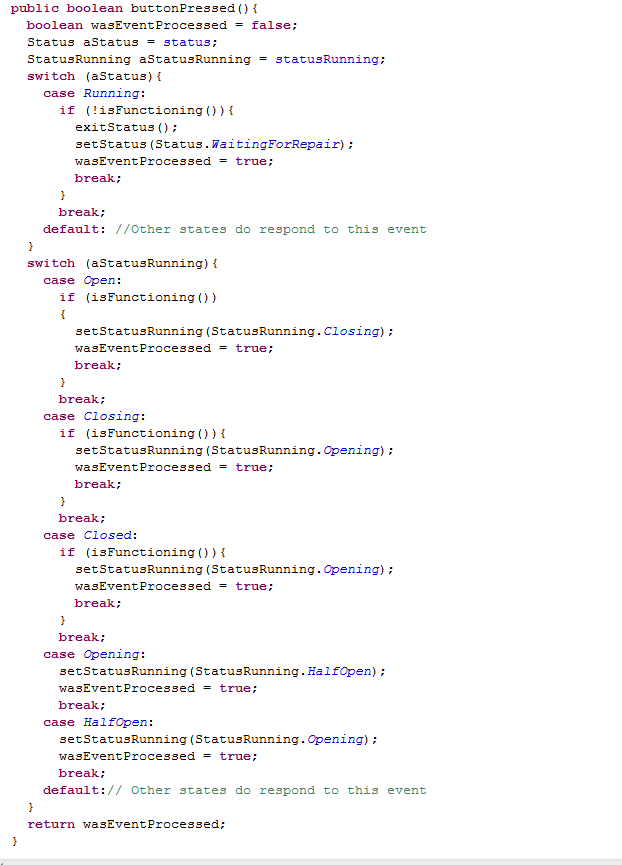 public boolean buttonPressed(){
  boolean wasEventProcessed = false;
  Status aStatus = status;
  StatusRunning aStatusRunning = statusRunning;
  switch (aStatus){
    case Running:
      if (!isFunctioning()){
        exitStatus();
        setStatus(Status.WaitingForRepair);
        wasEventProcessed = true;
        break;
      }
      break;
    default: //Other states do respond to this event
  }
  switch (aStatusRunning){
    case Open:
      if (isFunctioning())
      {
        setStatusRunning(StatusRunning.Closing);
        wasEventProcessed = true;
        break;
      }
      break;
    case Closing:
      if (isFunctioning()){
        setStatusRunning(StatusRunning.Opening);
        wasEventProcessed = true;
        break;
      }
      break;
    case Closed:
      if (isFunctioning()){
        setStatusRunning(StatusRunning.Opening);
        wasEventProcessed = true;
        break;
      }
      break;
    case Opening:
      setStatusRunning(StatusRunning.HalfOpen);
      wasEventProcessed = true;
      break;
    case HalfOpen:
      setStatusRunning(StatusRunning.Opening);
      wasEventProcessed = true;
      break;
    default:// Other states do respond to this event
  }
  return wasEventProcessed;
}